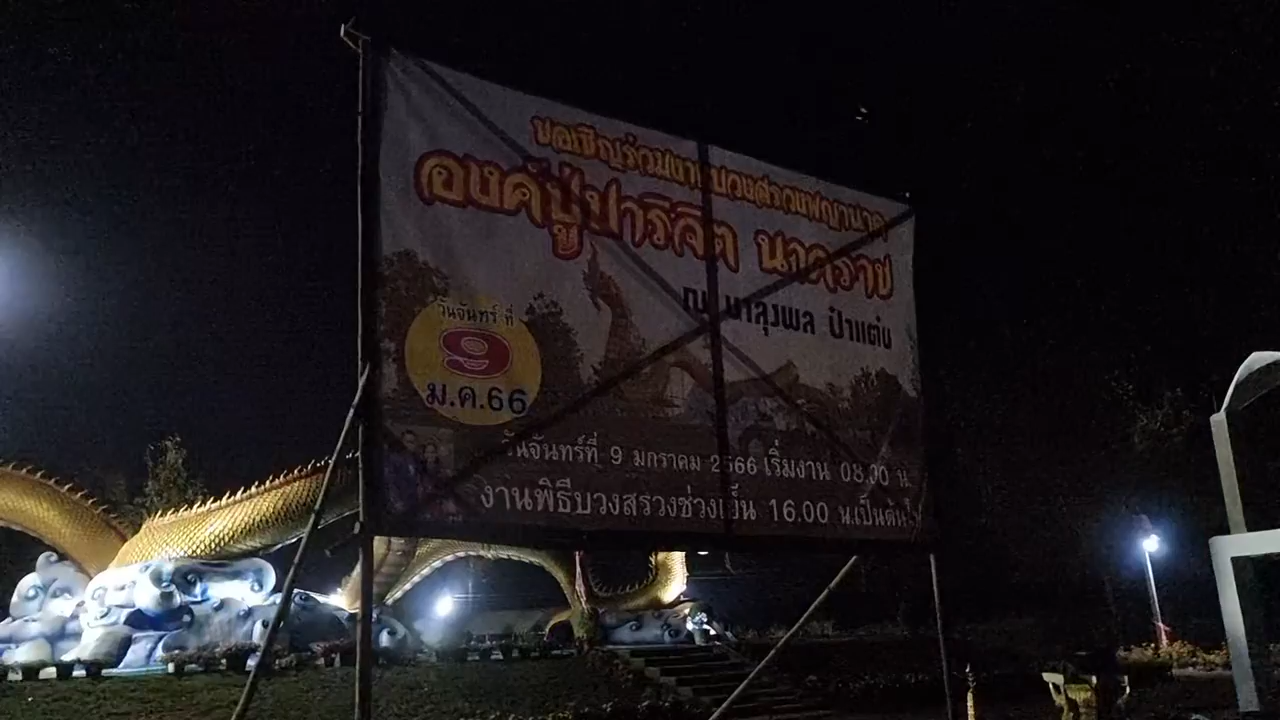 ขอเชิญร่วมงานบวงสรวงพญานาค
องค์ปู่ปาริจิต นาคราช
ณ มาลุงพล ป๋าแต๋น
วันจันทร์ ที่
9
ม.ค.66
วันจันทร์ที่ 9 มกราคม 2566 เริ่มงาน 08.00 น.
งานพิธีบวงสรวงช่วงเย็น 16.00 น.เป็นต้นไป